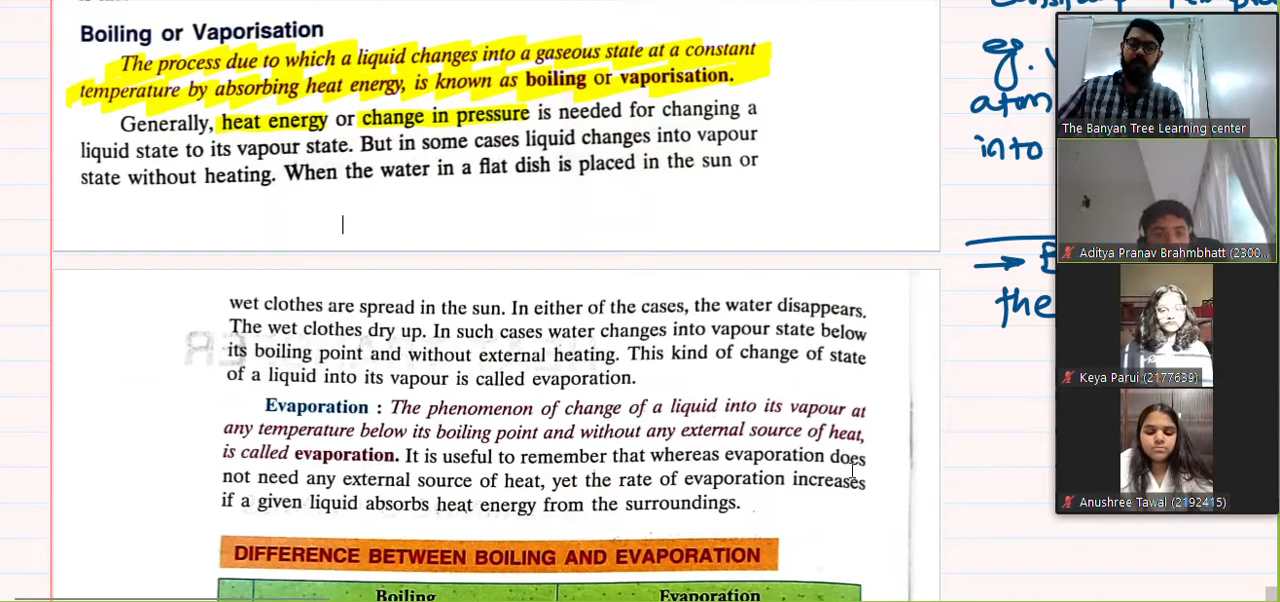 Boiling or Vaporisation
The process due to which a liquid changes into a gaseous state at a constant
temperature by absorbing heat energy, is known as boiling or vaporisation.
Generally, heat energy or change in pressure is needed for changing a
liquid state to its vapour state. But in some cases liquid changes into vapour
state without heating. When the water in a flat dish is placed in the sun or
wet clothes are spread in the sun. In either of the cases, the water disappears.
The wet clothes dry up. In such cases water changes into vapour state below
its boiling point and without external heating. This kind of change of state
of a liquid into its vapour is called evaporation.
Evaporation : The phenomenon of change of a liquid into its vapour at
any temperature below its boiling point and without any external source of heat,
is called evaporation. It is useful to remember that whereas evaporation does
not need any external source of heat, yet the rate of evaporation increases
if a given liquid absorbs heat energy from the surroundings.
DIFFERENCE BETWEEN BOILING AND EVAPORATION
Boiling Evaporation
eg.
atom
into
→
the
The Banyan Tree Learning center
Aditya Pranav Brahmbhatt (2300...
Keya Parui (2177639)
Anushree Tawal (2192415)